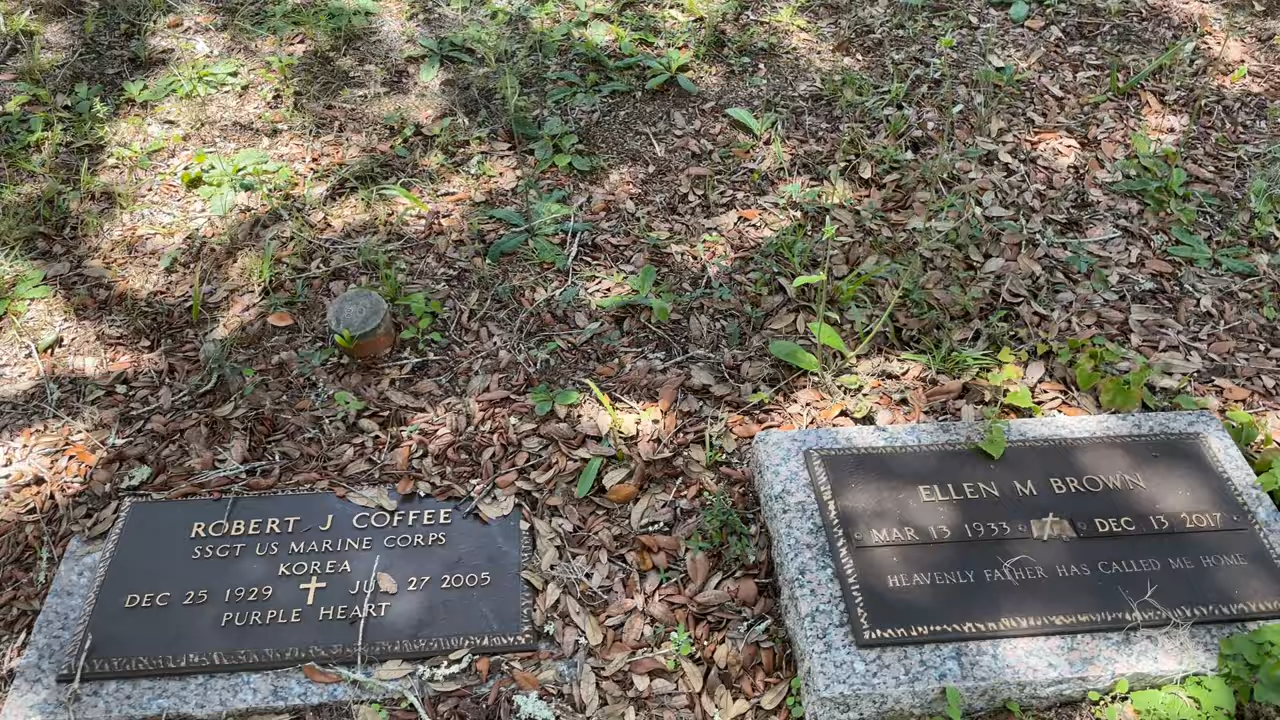 ROBERT J COFFEE
SSGT US MARINE CORPS
KOREA
DEC 25 1929 27 2005
PURPLE HEART
ELLEN M BROWN
MAR 13 1933 DEC 13 2017
HEAVENLY FATHER HAS CALLED ME HOME